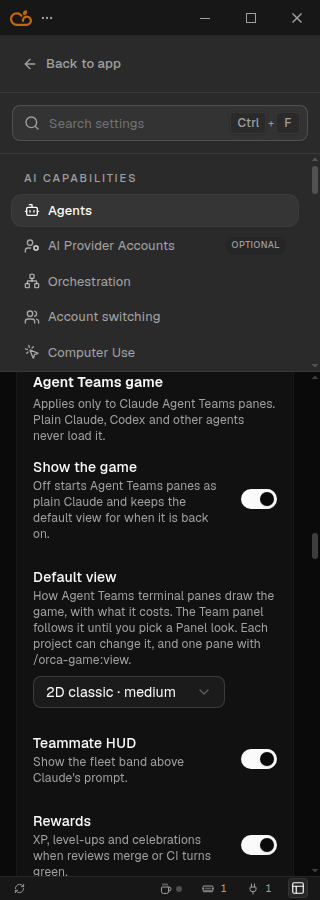 Back to app
Search settings Ctrl + F
AI CAPABILITIES
Agents
AI Provider Accounts OPTIONAL
Orchestration
Account switching
Computer Use
Agent Teams game
Applies only to Claude Agent Teams panes.
Plain Claude, Codex and other agents
never load it.
Show the game
Off starts Agent Teams panes as
plain Claude and keeps the
default view for when it is back
on.
Default view
How Agent Teams terminal panes draw the
game, with what it costs. The Team panel
follows it until you pick a Panel look. Each
project can change it, and one pane with
/orca-game:view.
2D classic · medium
Teammate HUD
Show the fleet band above
Claude's prompt.
Rewards
XP, level-ups and celebrations
when reviews merge or CI turns
green.
1 1